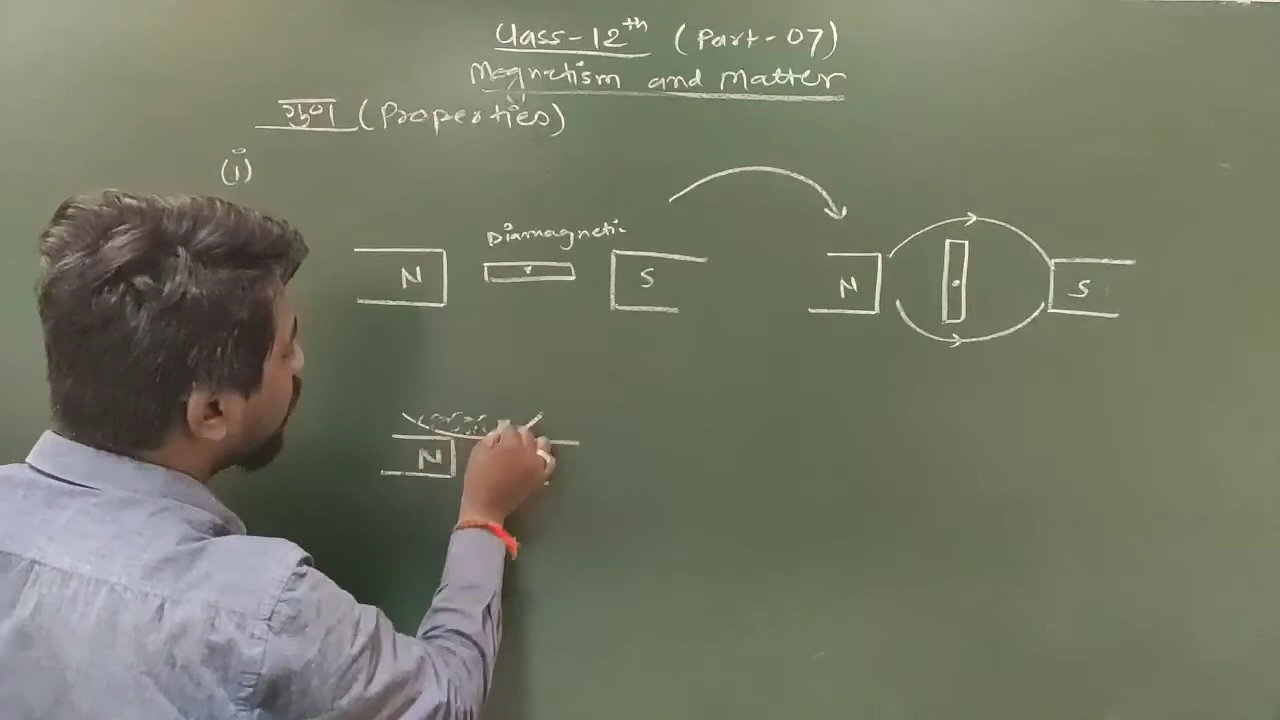 Class-12th (Part-07)
Magnetism and Matter
गुण (Properties)
(i)
Diamagnetic
N S N S
N